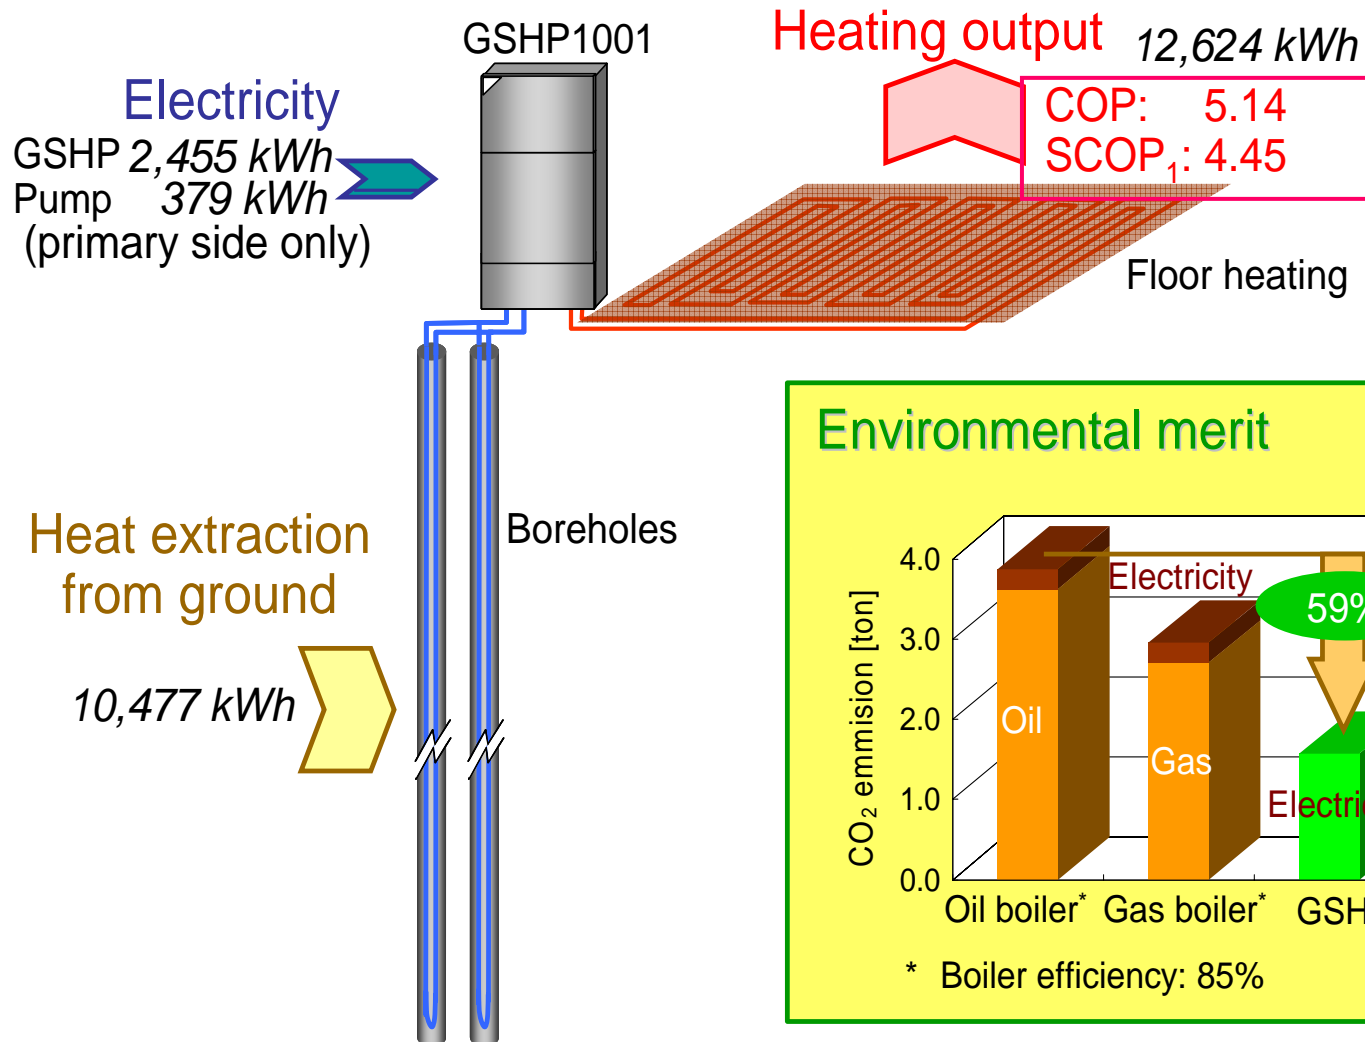 GSHP1001
Heating output 12,624 kWh
COP: 5.14
SCOP1: 4.45
Electricity
GSHP 2,455 kWh
Pump 379 kWh
(primary side only)
Floor heating
Boreholes
Heat extraction
from ground
10,477 kWh
Environmental merit
CO2 emmision [ton]
4.0
3.0
2.0
1.0
0.0
Electricity
59%
Oil
Gas
Oil boiler* Gas boiler*
* Boiler efficiency: 85%